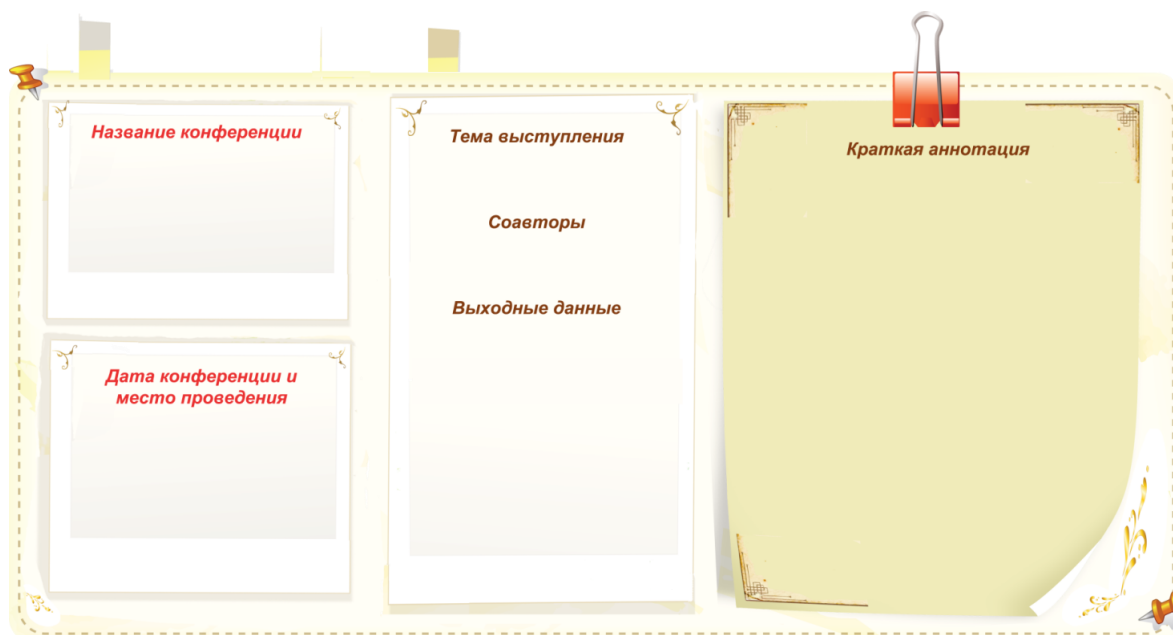 Название конференции
Дата конференции и
место проведения
Тема выступления
Соавторы
Выходные данные
Краткая аннотация